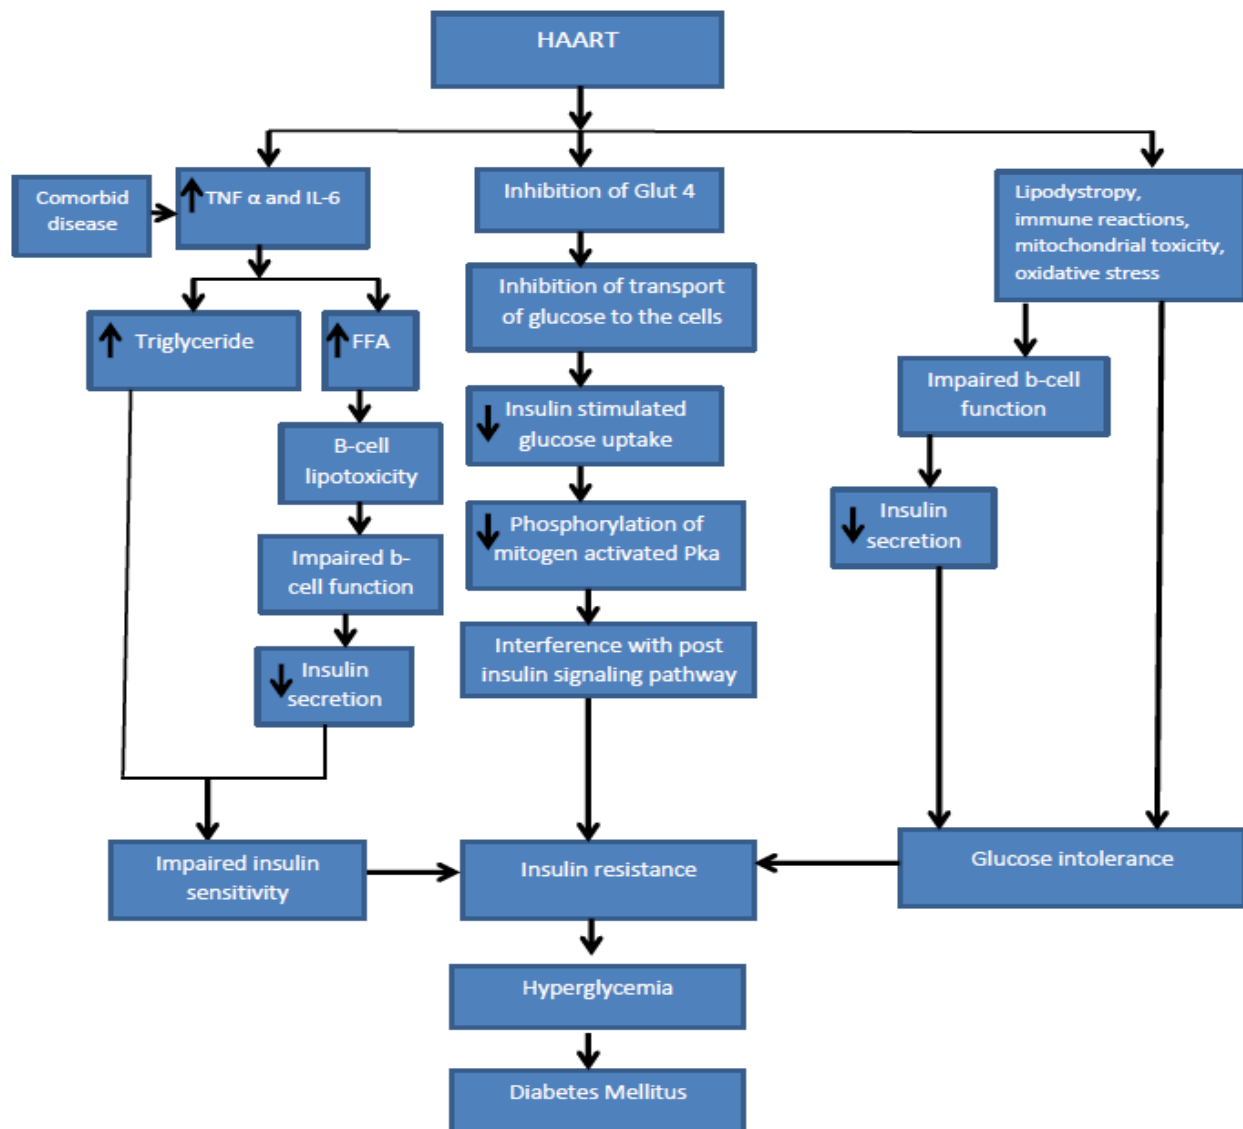 HAART
Comorbid
disease
TNF α and IL-6
Inhibition of Glut 4
Lipodystropy,
immune reactions,
mitochondrial toxicity,
oxidative stress
Triglyceride
FFA
Inhibition of transport
of glucose to the cells
Impaired b-cell
function
B-cell
lipotoxicity
Insulin stimulated
glucose uptake
Insulin
secretion
Impaired b-
cell function
Phosphorylation of
mitogen activated Pka
Insulin
secretion
Interference with post
insulin signaling pathway
Impaired insulin
sensitivity
Insulin resistance
Glucose intolerance
Hyperglycemia
Diabetes Mellitus